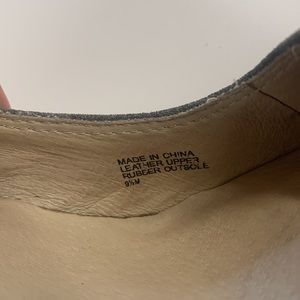 MADE IN CHINA
LEATHER UPPER
RUBBER OUTSOLE
9½M